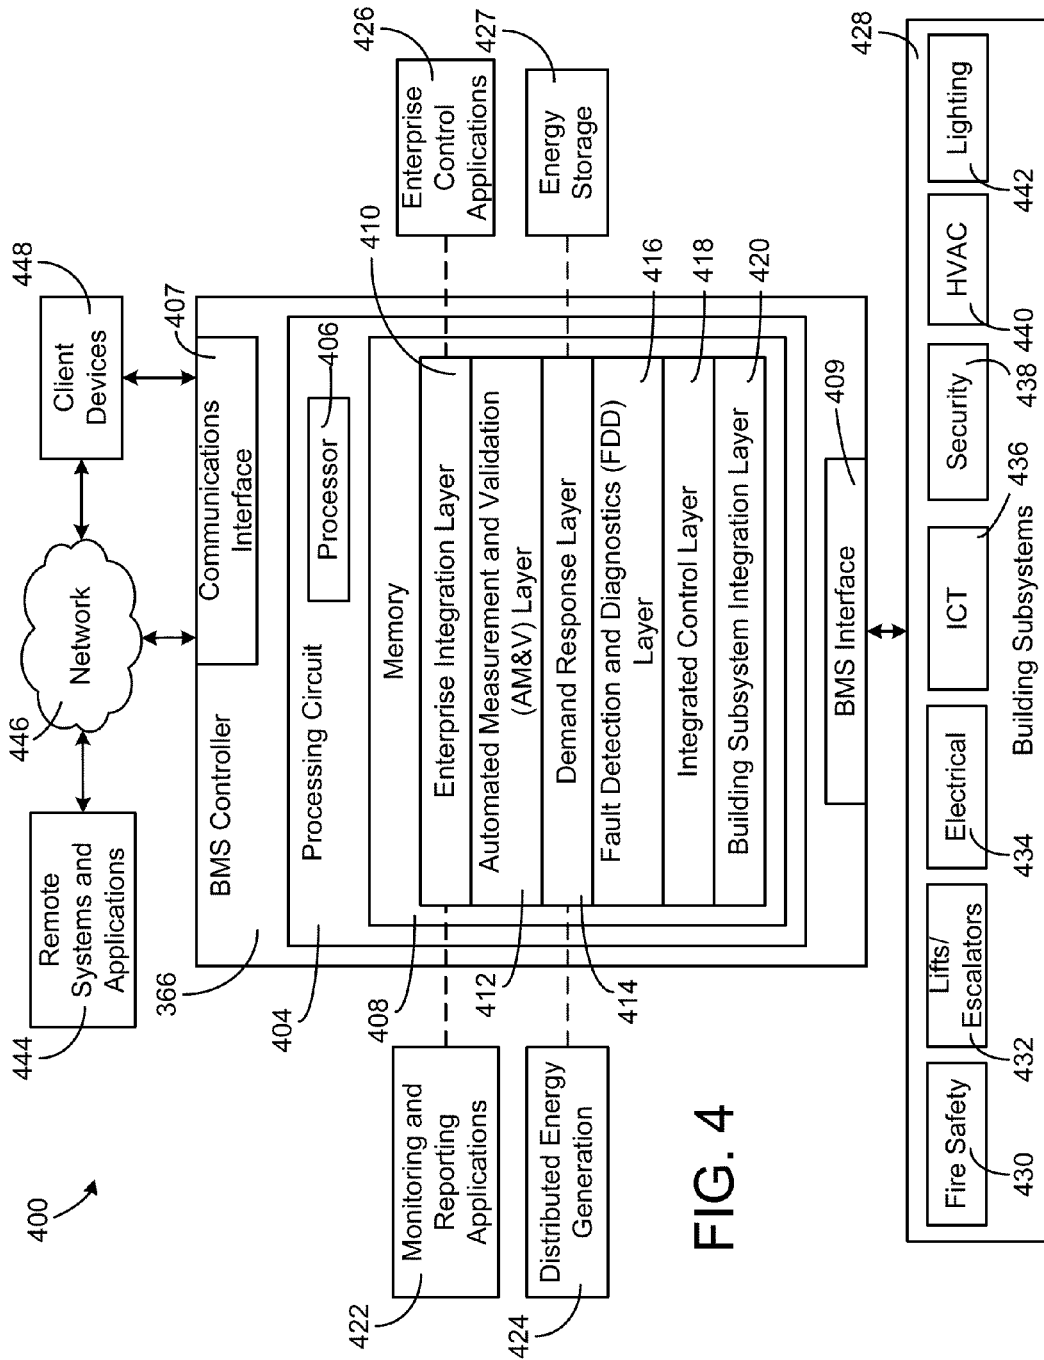 400
444
Remote
Systems and
Applications
446
Network
Client
Devices
448
366
BMS Controller
Communications
Interface
407
404
Processing Circuit
Processor
406
408
Memory
410
Enterprise Integration Layer
Automated Measurement and Validation
(AM&V) Layer
412
Demand Response Layer
414
Fault Detection and Diagnostics (FDD)
Layer
416
Integrated Control Layer
418
Building Subsystem Integration Layer
420
BMS Interface
409
422
Monitoring and
Reporting
Applications
424
Distributed Energy
Generation
426
Enterprise
Control
Applications
427
Energy
Storage
428
Fire Safety
430
Lifts/
Escalators
432
Electrical
434
ICT
436
Security
438
HVAC
440
Lighting
442
Building Subsystems
FIG. 4